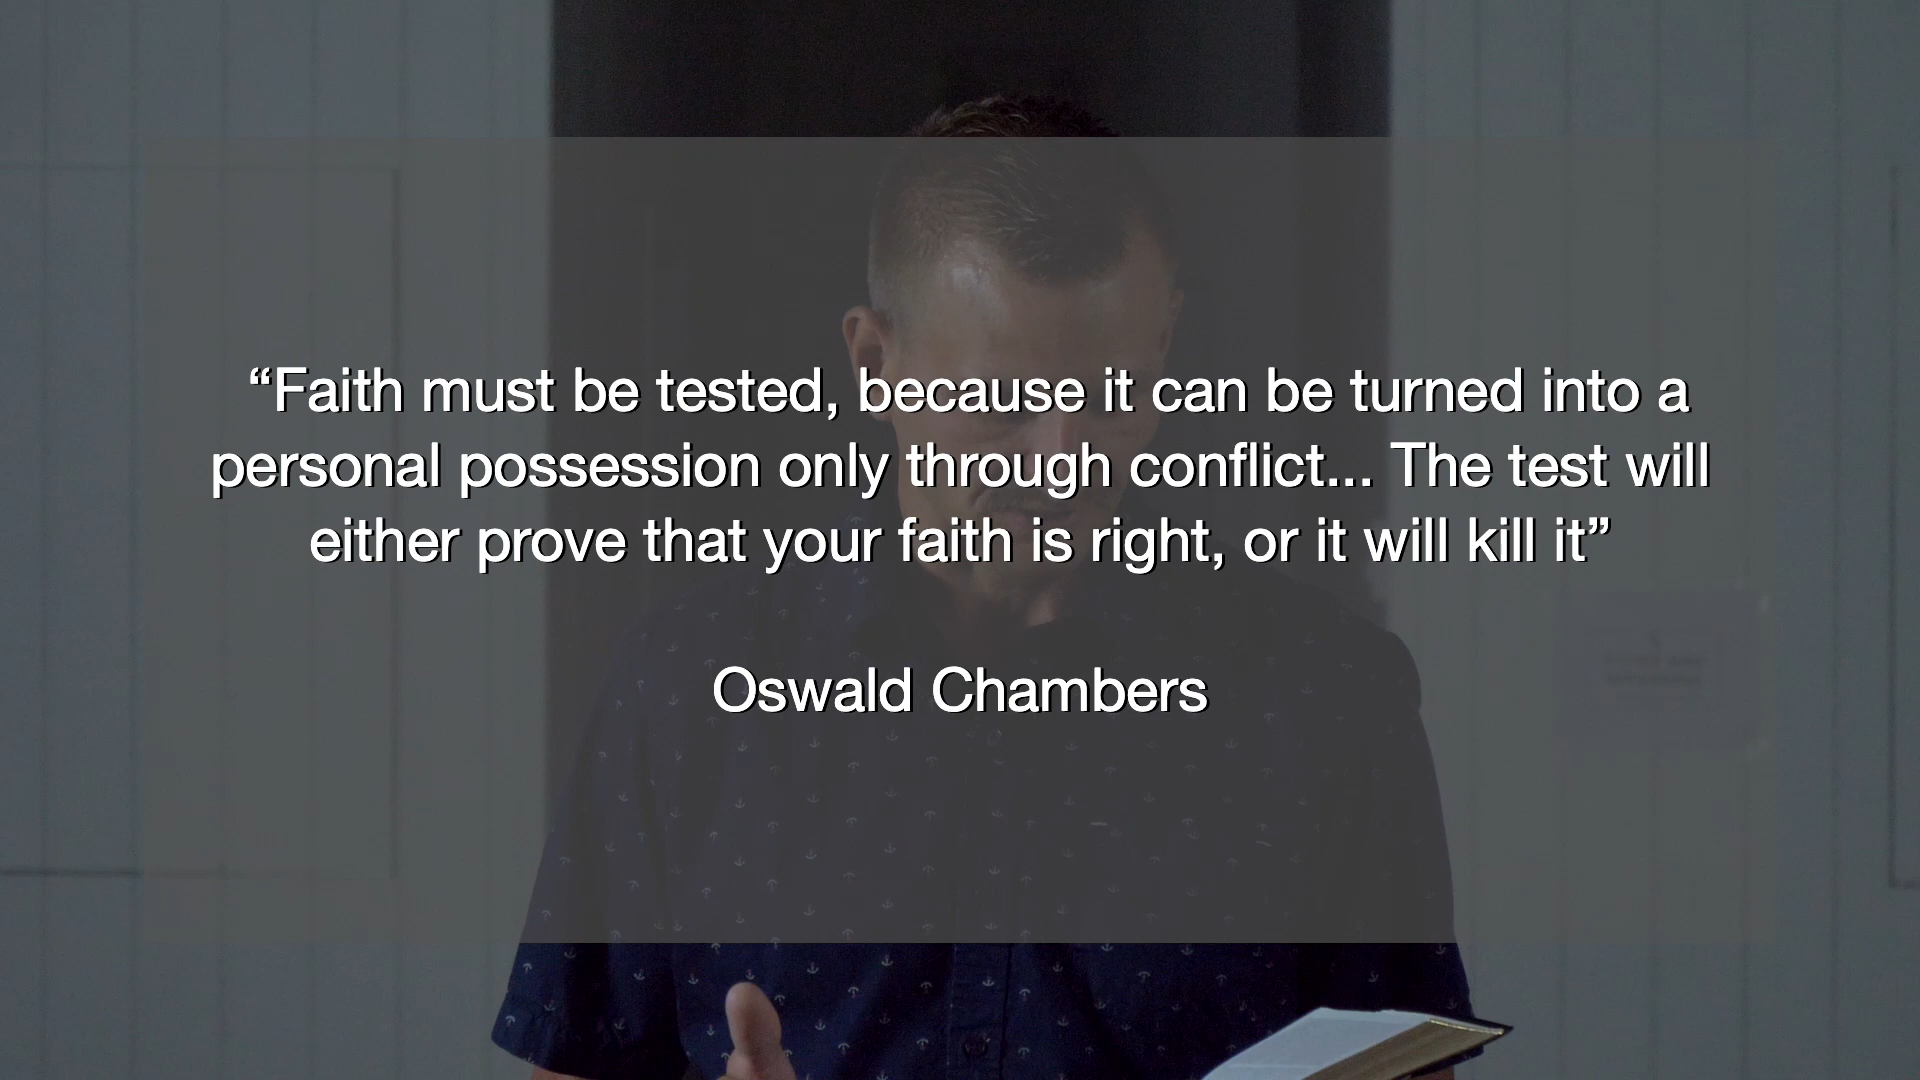 “Faith must be tested, because it can be turned into a
personal possession only through conflict... The test will
either prove that your faith is right, or it will kill it”
Oswald Chambers